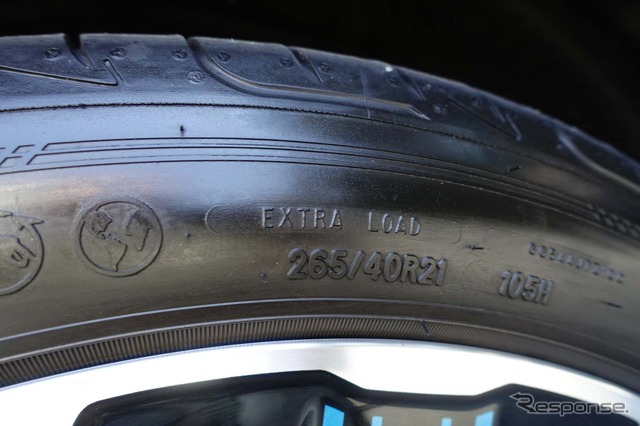 EXTRA LOAD
265/40R21 105H
Response.